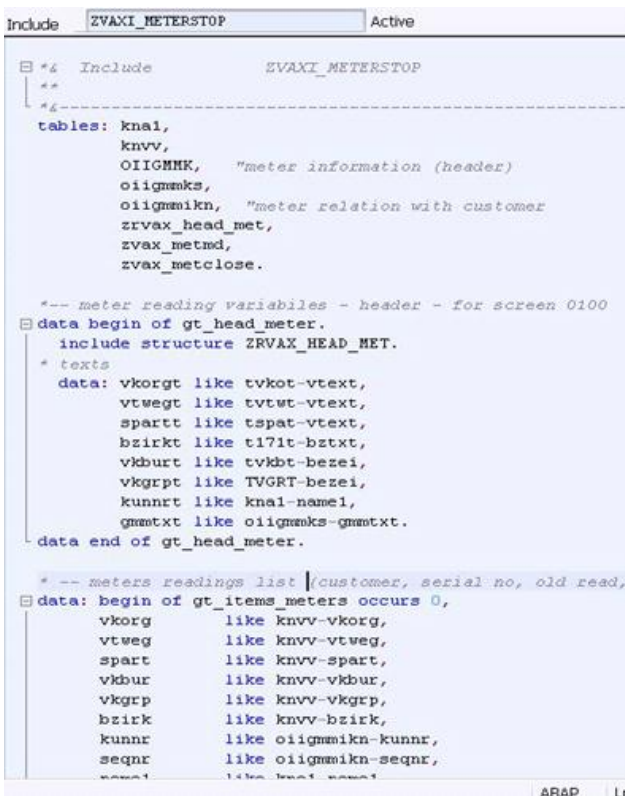 Include ZVAXI_METERSTOP Active
*& Include ZVAXI_METERSTOP
**
*&---------------------------------------------------------------
tables: kna1,
knvv,
OIIGMMK, "meter information (header)
oiigmmks,
oiigmmikn, "meter relation with customer
zrvax_head_met,
zvax_metmd,
zvax_metclose.
*-- meter reading variabiles - header - for screen 0100
data begin of gt_head_meter.
include structure ZRVAX_HEAD_MET.
* texts
data: vkorgt like tvkot-vtext,
vtwegt like tvtwt-vtext,
spartt like tspat-vtext,
bzirkt like t171t-bztxt,
vkburt like tvkbt-bezei,
vkgrpt like TVGRT-bezei,
kunnrt like kna1-name1,
gmmtxt like oiigmmks-gmmtxt.
data end of gt_head_meter.
* -- meters readings list (customer, serial no, old read,
data: begin of gt_items_meters occurs 0,
vkorg like knvv-vkorg,
vtweg like knvv-vtweg,
spart like knvv-spart,
vkbur like knvv-vkbur,
vkgrp like knvv-vkgrp,
bzirk like knvv-bzirk,
kunnr like oiigmmikn-kunnr,
seqnr like oiigmmikn-seqnr,
name1 like kna1-name1
ABAP